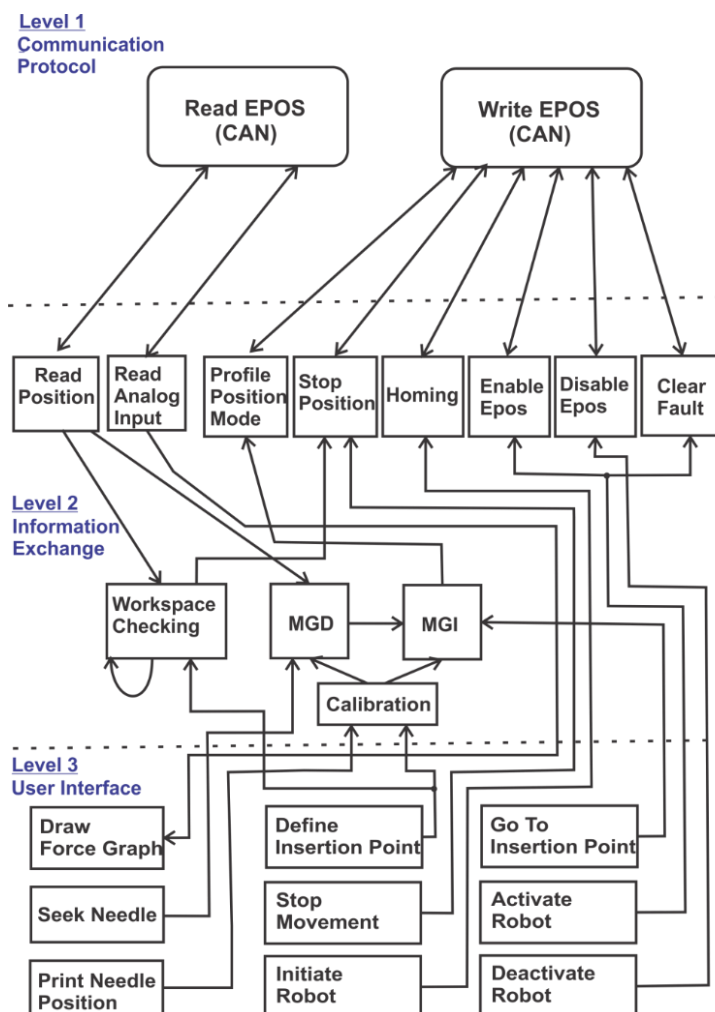 Level 1
Communication
Protocol
Read EPOS
(CAN)
Write EPOS
(CAN)
Read
Position
Read
Analog
Input
Profile
Position
Mode
Stop
Position
Homing
Enable
Epos
Disable
Epos
Clear
Fault
Level 2
Information
Exchange
Workspace
Checking
MGD
MGI
Calibration
Level 3
User Interface
Draw
Force Graph
Define
Insertion Point
Go To
Insertion Point
Seek Needle
Stop
Movement
Activate
Robot
Print Needle
Position
Initiate
Robot
Deactivate
Robot